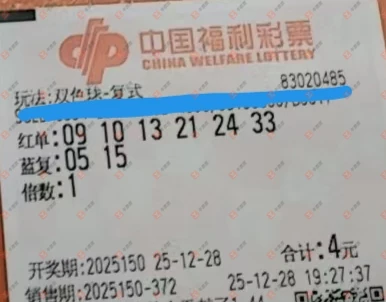 中国福利彩票
CHINA WELFARE LOTTERY
玩法:双色球-复式 83020485
红单:09 10 13 21 24 33
蓝复:05 15
倍数:1
开奖期:2025150 25-12-28 合计:4元
销售期:2025150-372 25-12-28 19:27:37